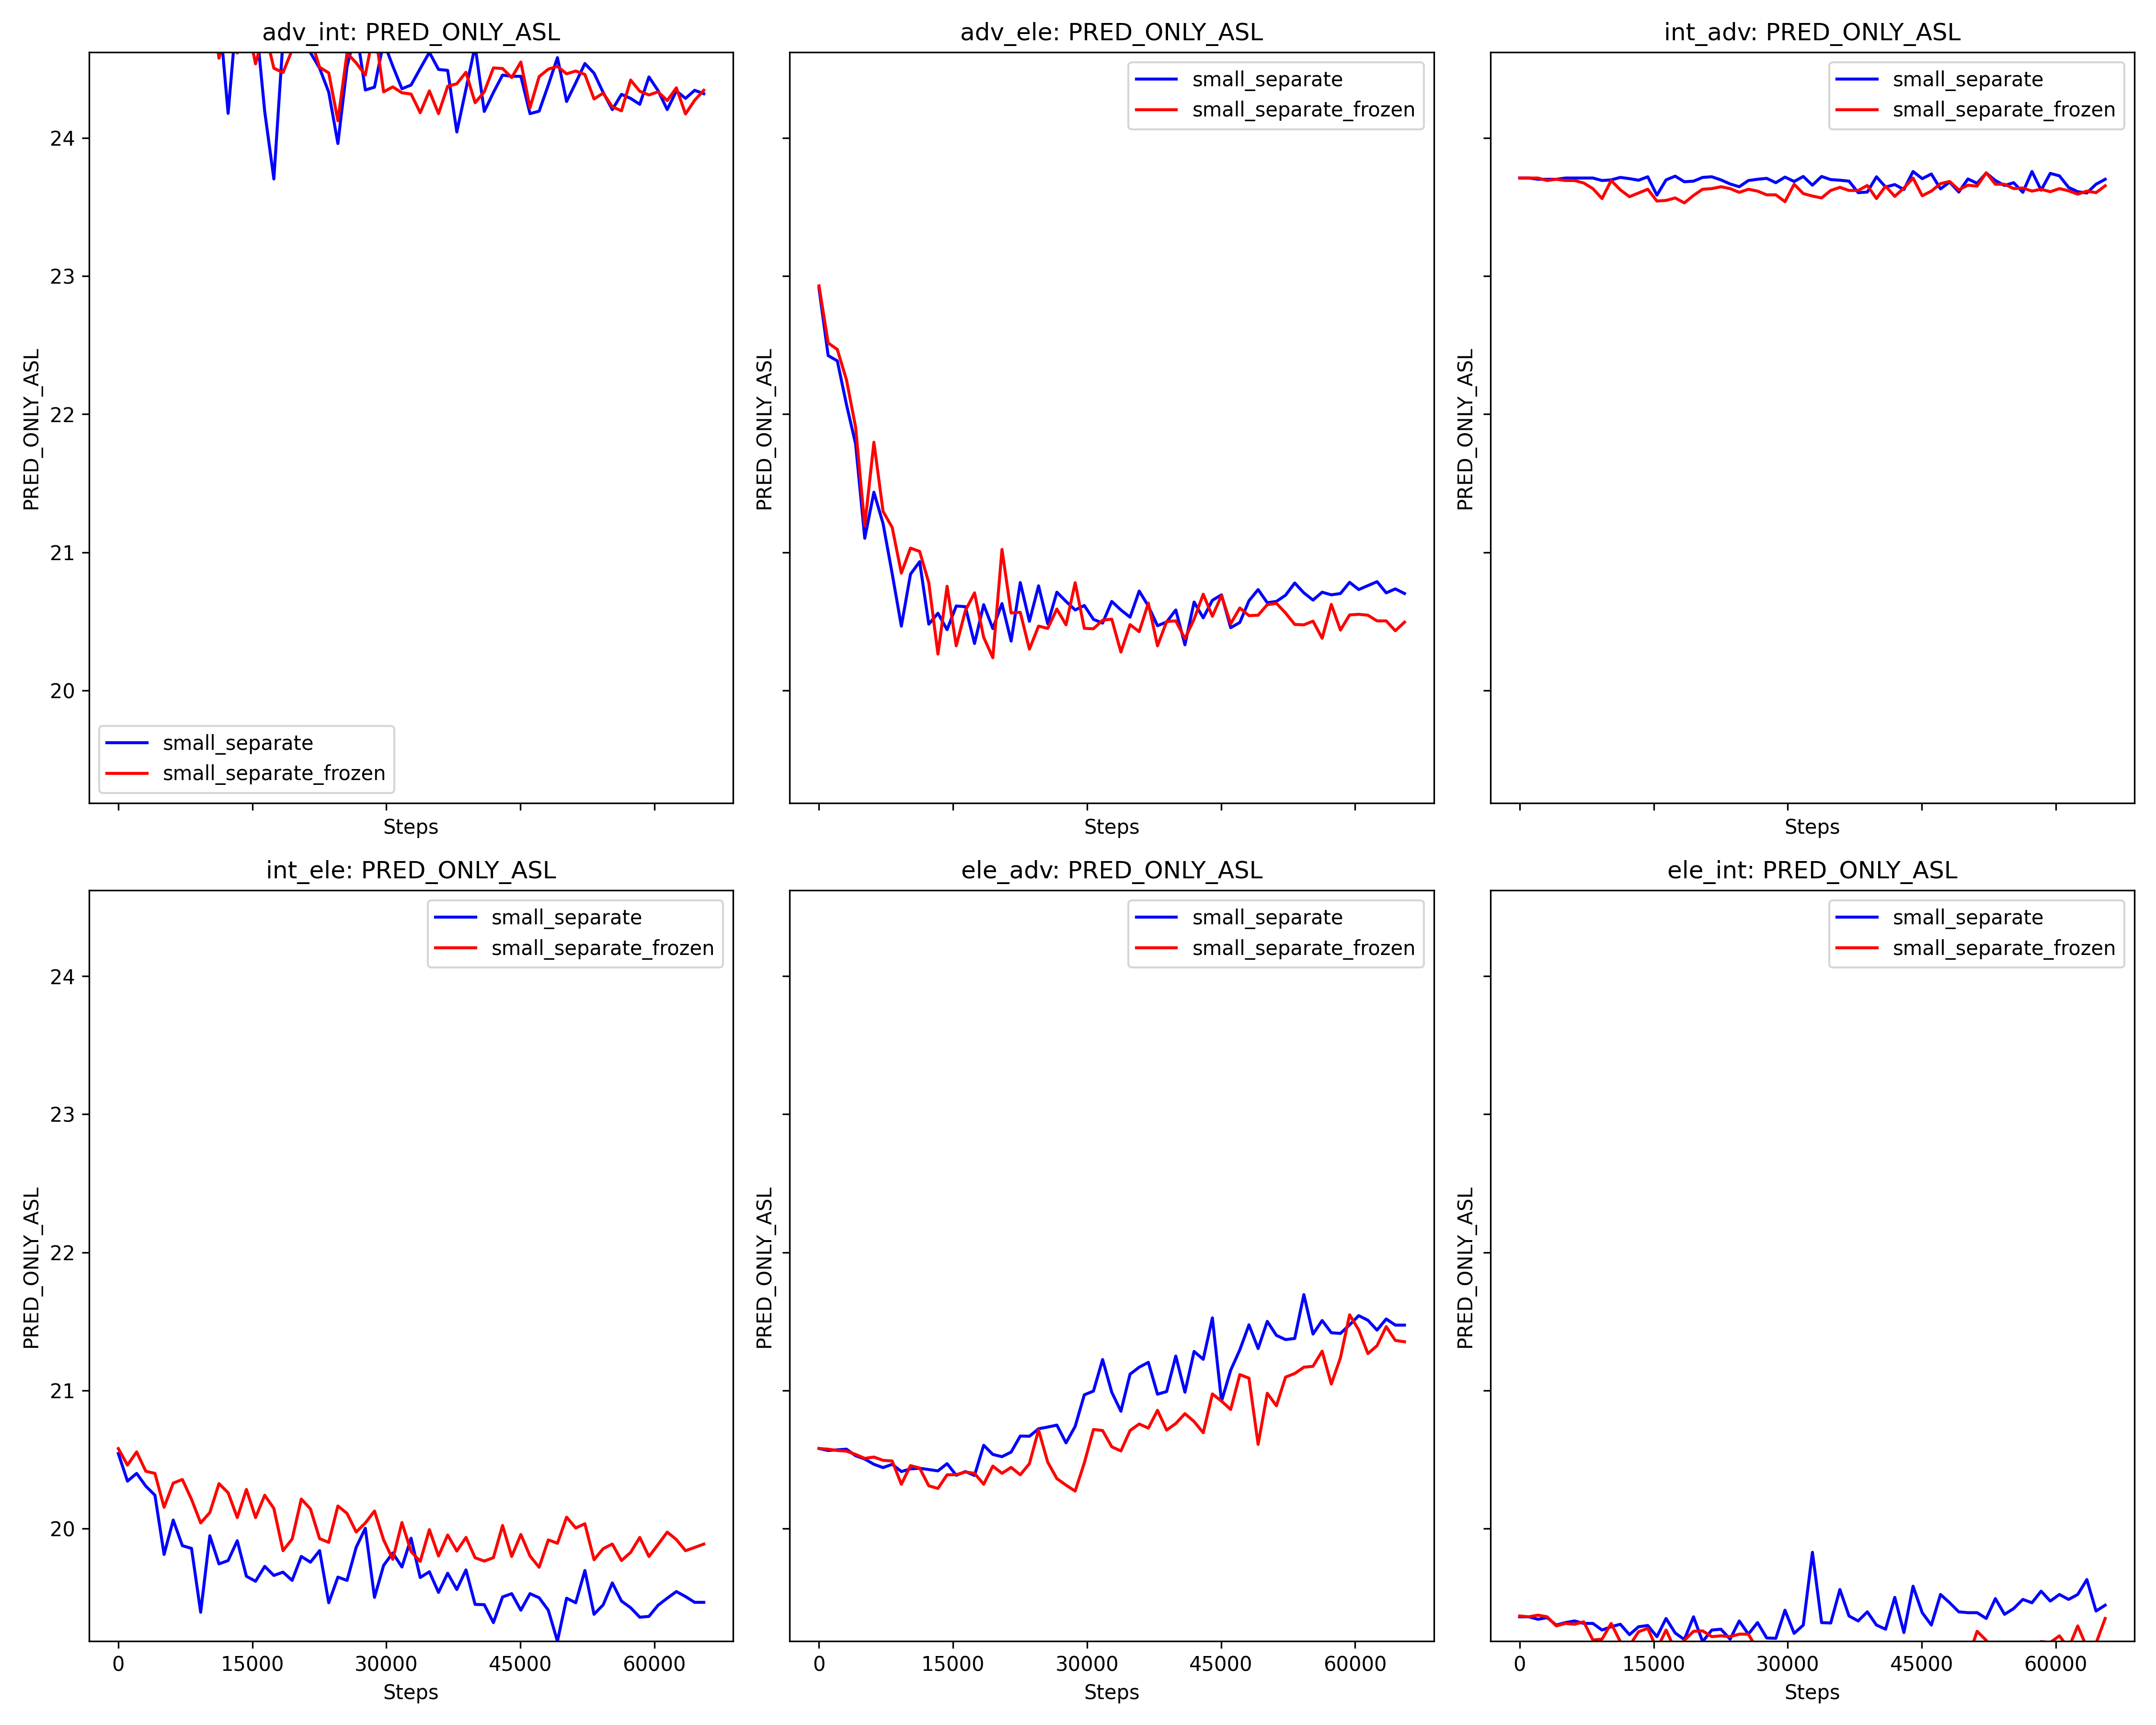 adv_int: PRED_ONLY_ASL
adv_ele: PRED_ONLY_ASL
int_adv: PRED_ONLY_ASL
PRED_ONLY_ASL
24
23
22
21
20
small_separate
small_separate_frozen
Steps
PRED_ONLY_ASL
small_separate
small_separate_frozen
Steps
PRED_ONLY_ASL
small_separate
small_separate_frozen
Steps
int_ele: PRED_ONLY_ASL
ele_adv: PRED_ONLY_ASL
ele_int: PRED_ONLY_ASL
PRED_ONLY_ASL
24
23
22
21
20
small_separate
small_separate_frozen
0 15000 30000 45000 60000
Steps
PRED_ONLY_ASL
small_separate
small_separate_frozen
0 15000 30000 45000 60000
Steps
PRED_ONLY_ASL
small_separate
small_separate_frozen
0 15000 30000 45000 60000
Steps